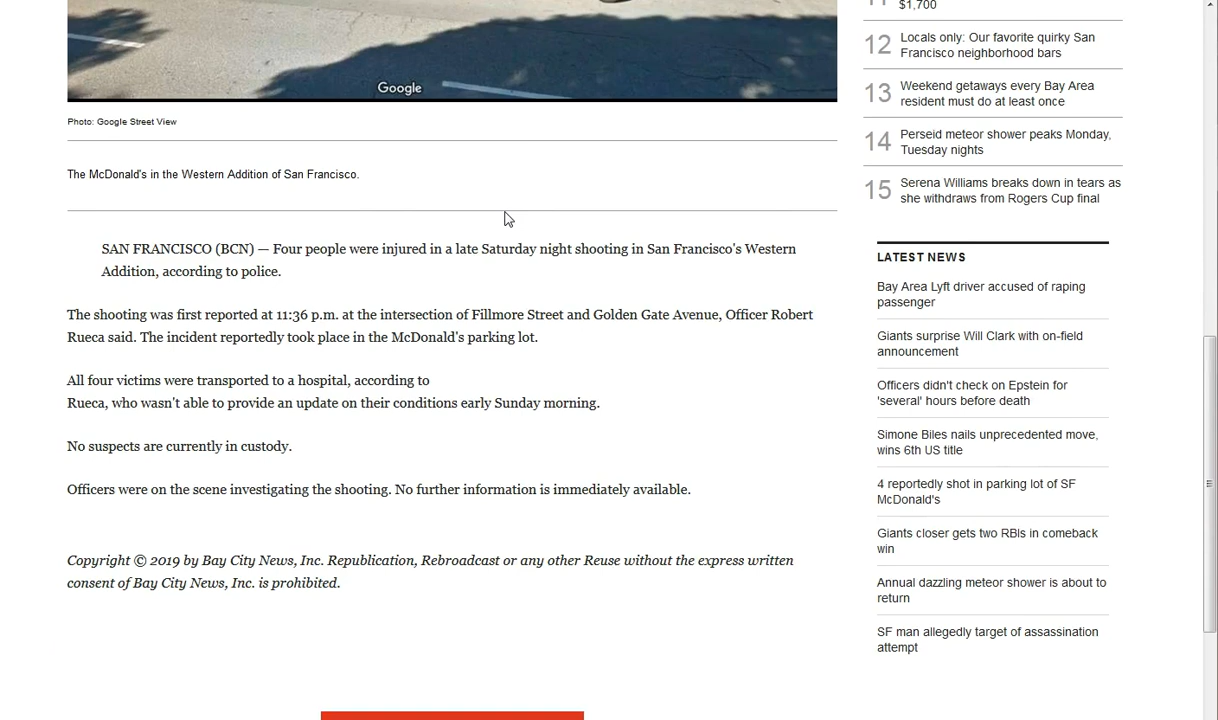 Google
Photo: Google Street View
The McDonald's in the Western Addition of San Francisco.
SAN FRANCISCO (BCN) — Four people were injured in a late Saturday night shooting in San Francisco's Western
Addition, according to police.
The shooting was first reported at 11:36 p.m. at the intersection of Fillmore Street and Golden Gate Avenue, Officer Robert
Rueca said. The incident reportedly took place in the McDonald's parking lot.
All four victims were transported to a hospital, according to
Rueca, who wasn't able to provide an update on their conditions early Sunday morning.
No suspects are currently in custody.
Officers were on the scene investigating the shooting. No further information is immediately available.
Copyright © 2019 by Bay City News, Inc. Republication, Rebroadcast or any other Reuse without the express written
consent of Bay City News, Inc. is prohibited.
$1,700
12 Locals only: Our favorite quirky San
Francisco neighborhood bars
13 Weekend getaways every Bay Area
resident must do at least once
14 Perseid meteor shower peaks Monday,
Tuesday nights
15 Serena Williams breaks down in tears as
she withdraws from Rogers Cup final
LATEST NEWS
Bay Area Lyft driver accused of raping
passenger
Giants surprise Will Clark with on-field
announcement
Officers didn't check on Epstein for
'several' hours before death
Simone Biles nails unprecedented move,
wins 6th US title
4 reportedly shot in parking lot of SF
McDonald's
Giants closer gets two RBIs in comeback
win
Annual dazzling meteor shower is about to
return
SF man allegedly target of assassination
attempt